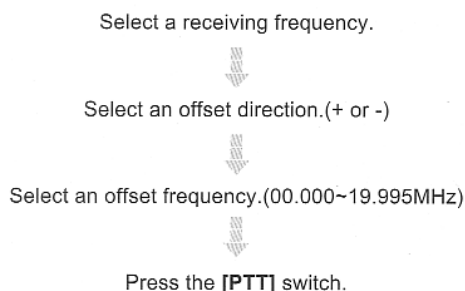 Select a receiving frequency.
Select an offset direction.(+ or -)
Select an offset frequency.(00.000~19.995MHz)
Press the [PTT] switch.